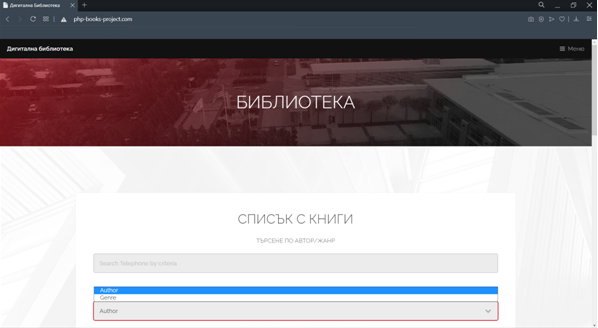 Дигитална библиотека
php-books-project.com
Дигитална библиотека
Меню
БИБЛИОТЕКА
СПИСЪК С КНИГИ
ТЪРСЕНЕ ПО АВТОР/ЖАНР
Search Telephone by criteria
Author
Genre
Author